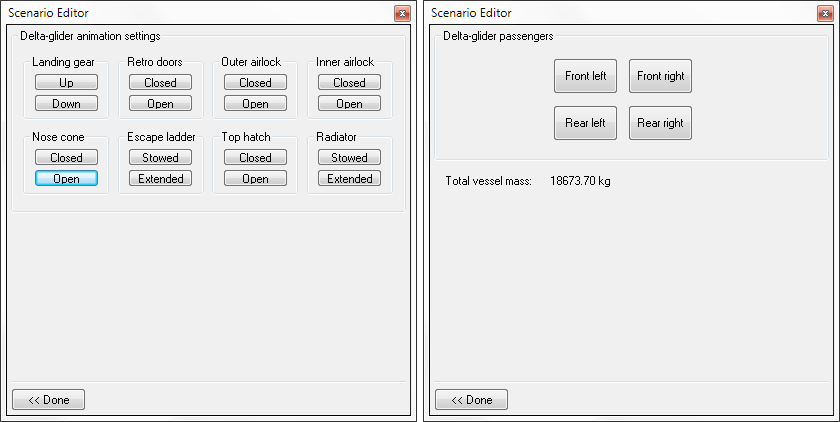 Scenario Editor
Delta-glider animation settings
Landing gear Retro doors Outer airlock Inner airlock
Up Closed Closed Closed
Down Open Open Open
Nose cone Escape ladder Top hatch Radiator
Closed Stowed Closed Stowed
Open Extended Open Extended
<< Done
Scenario Editor
Delta-glider passengers
Front left Front right
Rear left Rear right
Total vessel mass: 18673.70 kg
<< Done